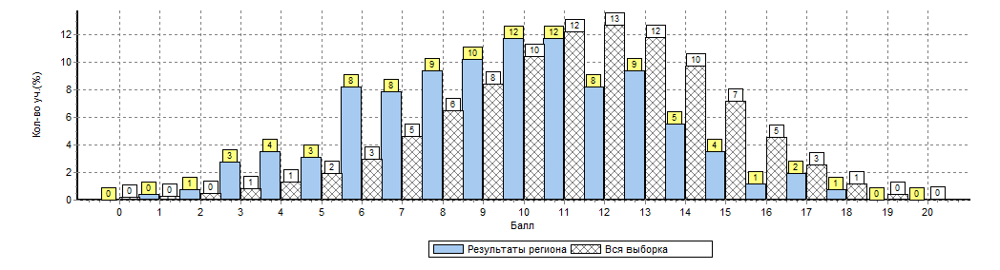 Кол-во уч.(%)
12
10
8
6
4
2
0
0 0 0 0 1 0 3 1 4 1 3 2 8 3 8 5 9 6 10 8 12 10 12 12 8 13 9 12 5 10 4 7 1 5 2 3 1 1 0 0 0 0
0 1 2 3 4 5 6 7 8 9 10 11 12 13 14 15 16 17 18 19 20
Балл
Результаты региона Вся выборка